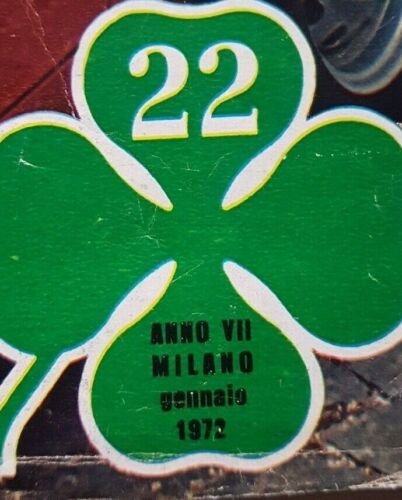 22
ANNO VII
MILANO
gennaio
1972